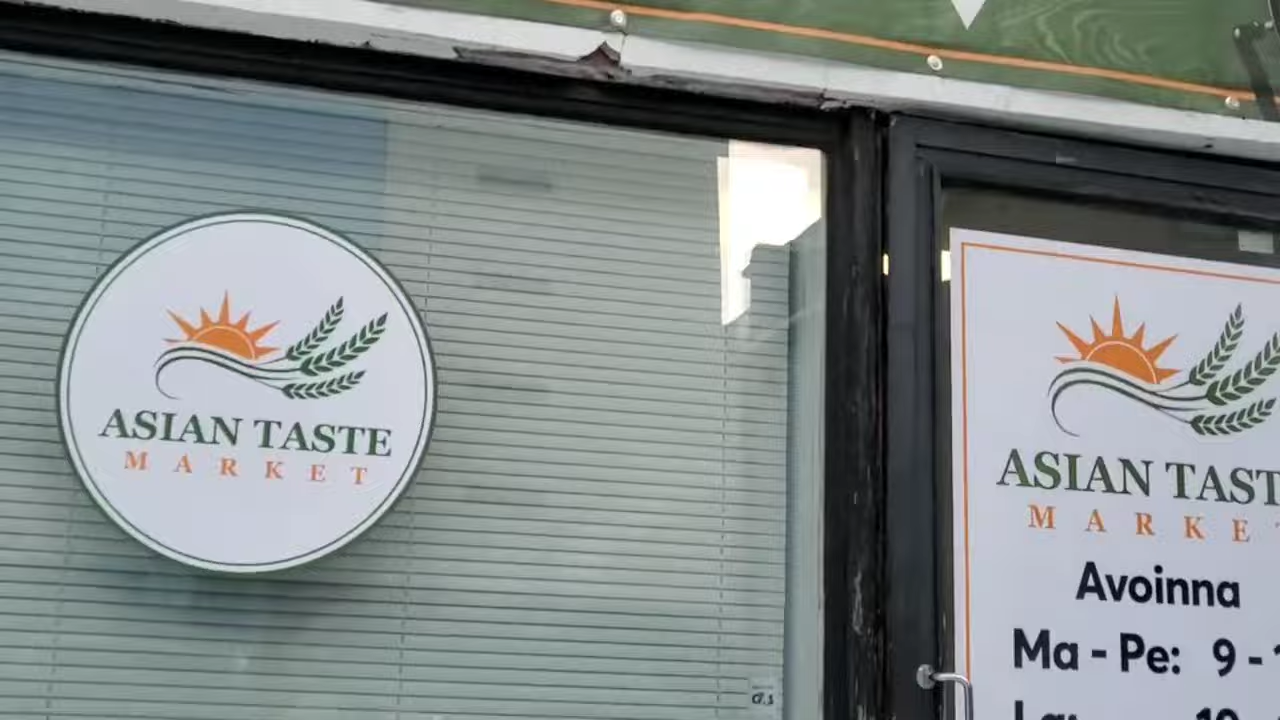 ASIAN TASTE
MARKET
ASIAN TAST
MARKE
Avoinna
Ma - Pe: 9 -